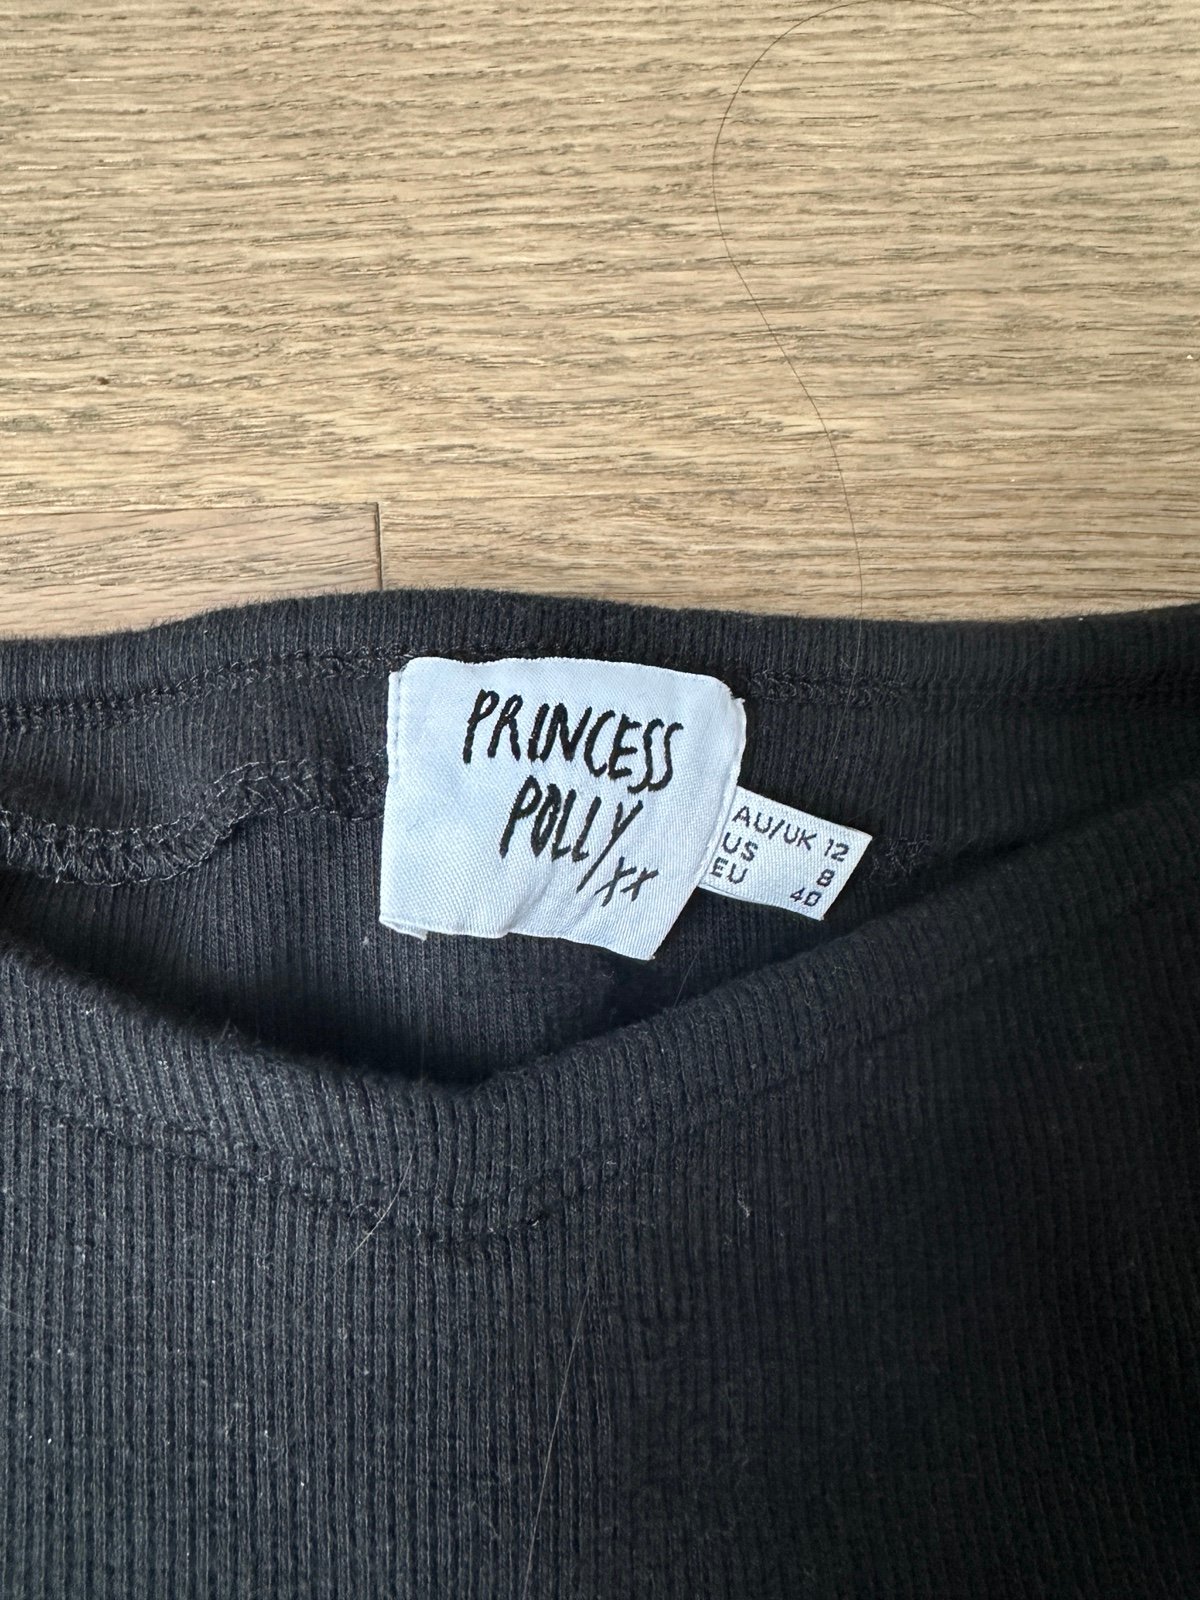 PRINCESS
POLLY
xx
AU/UK 12
US 8
EU 40